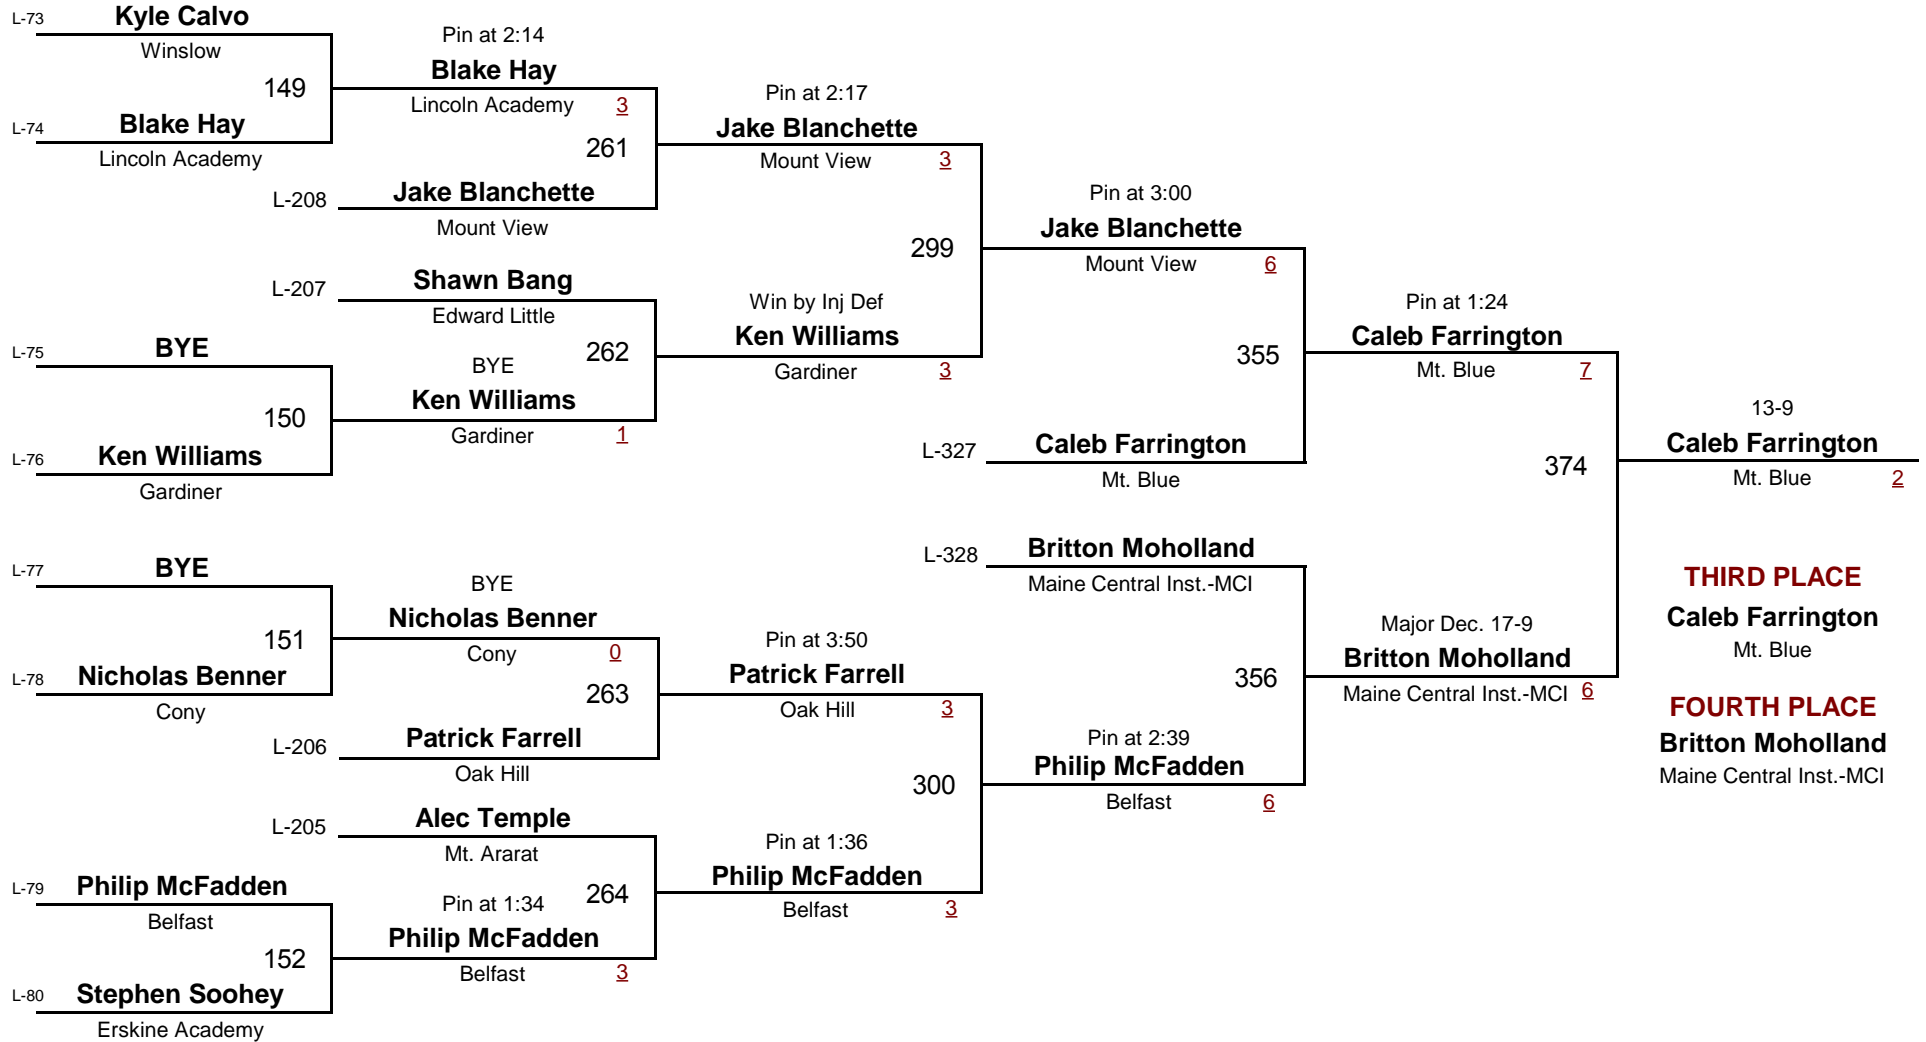 L-73
Kyle Calvo
Winslow
149
L-74
Blake Hay
Lincoln Academy
Pin at 2:14
Blake Hay
Lincoln Academy 3
261
L-208
Jake Blanchette
Mount View
Pin at 2:17
Jake Blanchette
Mount View 3
L-207
Shawn Bang
Edward Little
262
L-75
BYE
150
L-76
Ken Williams
Gardiner
BYE
Ken Williams
Gardiner 1
Win by Inj Def
Ken Williams
Gardiner 3
299
Pin at 3:00
Jake Blanchette
Mount View 6
355
L-327
Caleb Farrington
Mt. Blue
Pin at 1:24
Caleb Farrington
Mt. Blue 7
374
13-9
Caleb Farrington
Mt. Blue 2
L-77
BYE
151
L-78
Nicholas Benner
Cony
BYE
Nicholas Benner
Cony 0
263
L-206
Patrick Farrell
Oak Hill
Pin at 3:50
Patrick Farrell
Oak Hill 3
300
L-205
Alec Temple
Mt. Ararat
264
L-79
Philip McFadden
Belfast
152
L-80
Stephen Soohey
Erskine Academy
Pin at 1:34
Philip McFadden
Belfast 3
Pin at 1:36
Philip McFadden
Belfast 3
L-328
Britton Moholland
Maine Central Inst.-MCI
356
Pin at 2:39
Philip McFadden
Belfast 6
Major Dec. 17-9
Britton Moholland
Maine Central Inst.-MCI 6
THIRD PLACE
Caleb Farrington
Mt. Blue
FOURTH PLACE
Britton Moholland
Maine Central Inst.-MCI